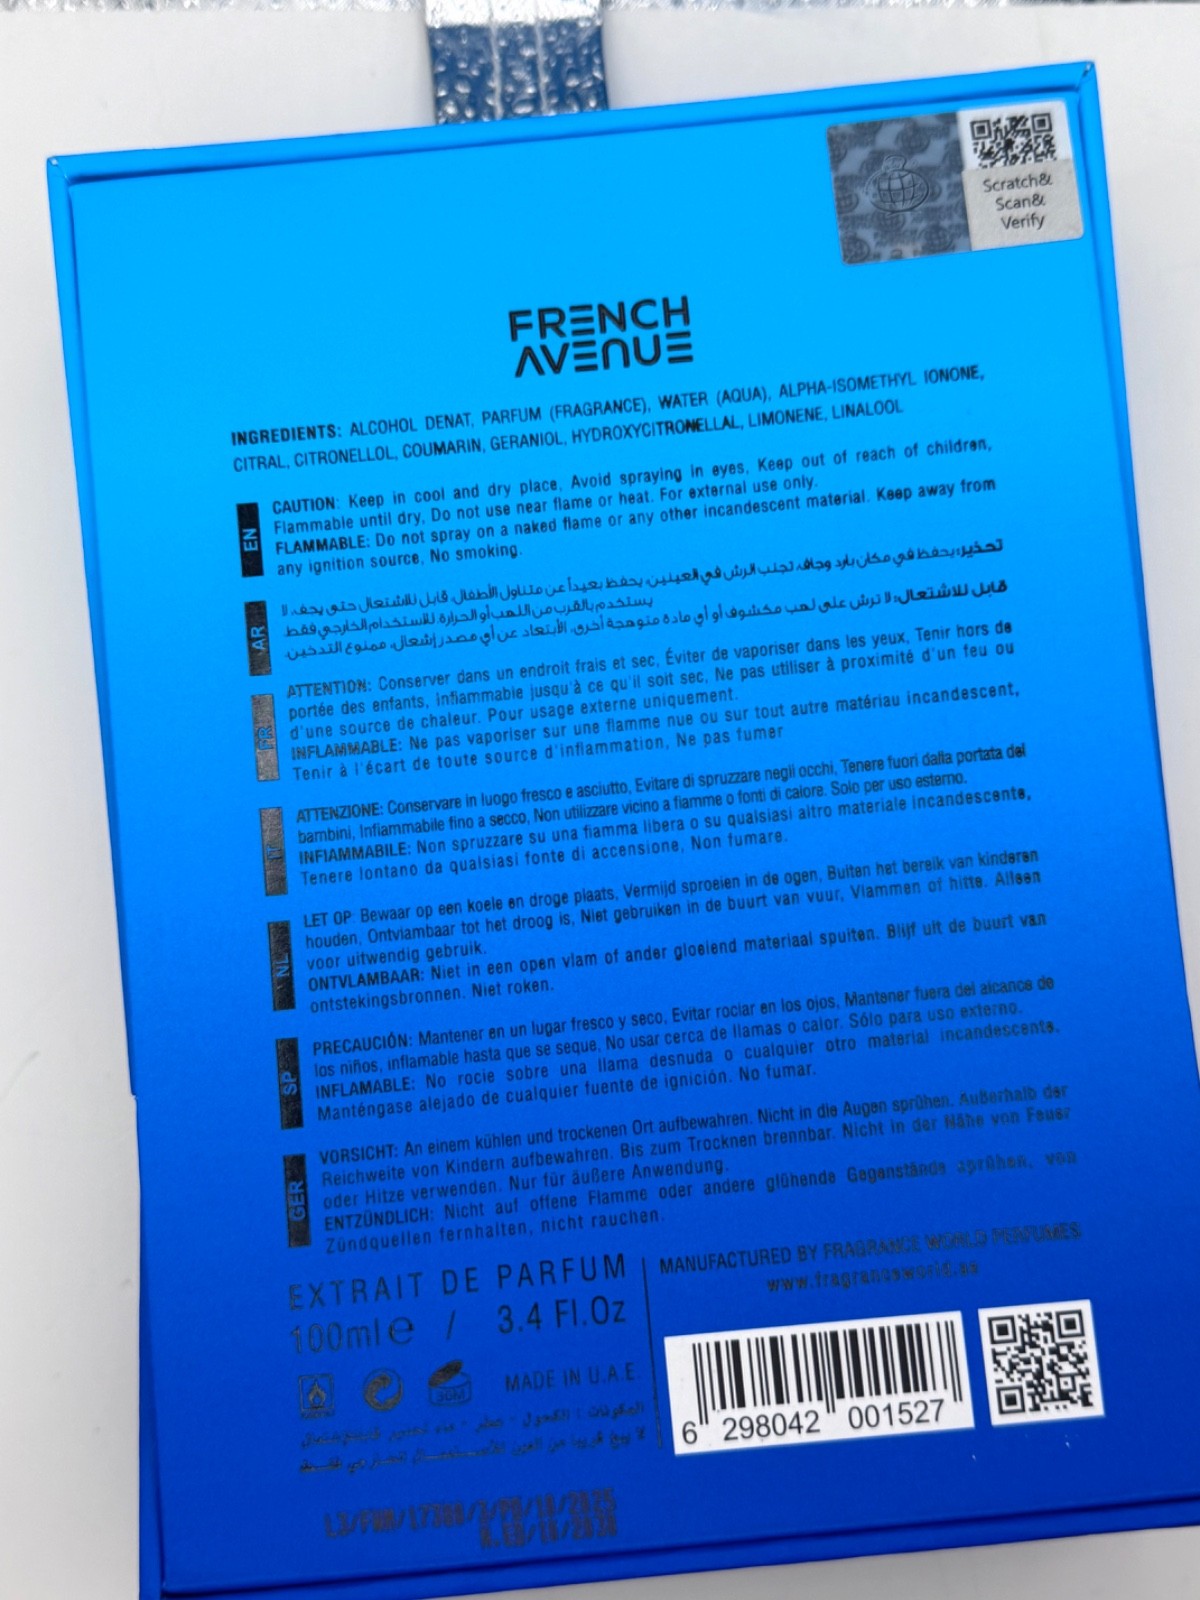 Scratch&
Scan&
Verify
FRENCH
AVENUE
INGREDIENTS: ALCOHOL DENAT, PARFUM (FRAGRANCE), WATER (AQUA), ALPHA-ISOMETHYL IONONE,
CITRAL, CITRONELLOL, COUMARIN, GERANIOL, HYDROXYCITRONELLAL, LIMONENE, LINALOOL
EN
CAUTION: Keep in cool and dry place, Avoid spraying in eyes, Keep out of reach of children,
Flammable until dry, Do not use near flame or heat. For external use only.
FLAMMABLE: Do not spray on a naked flame or any other incandescent material. Keep away from
any ignition source, No smoking.
AR
تحذير: يحفظ في مكان بارد وجاف، تجنب الرش في العينين، يحفظ بعيداً عن متناول الأطفال، قابل للاشتعال حتى يجف، لا
يستخدم بالقرب من اللهب أو الحرارة. للاستخدام الخارجي فقط
قابل للاشتعال: لا ترش على لهب مكشوف أو أي مادة متوهجة أخرى، الأبتعاد عن أي مصدر إشعال، ممنوع التدخين.
FR
ATTENTION: Conserver dans un endroit frais et sec, Éviter de vaporiser dans les yeux, Tenir hors de
portée des enfants, Inflammable jusqu'à ce qu'il soit sec, Ne pas utiliser à proximité d'un feu ou
d'une source de chaleur. Pour usage externe uniquement.
INFLAMMABLE: Ne pas vaporiser sur une flamme nue ou sur tout autre matériau incandescent,
Tenir à l'écart de toute source d'inflammation, Ne pas fumer
IT
ATTENZIONE: Conservare in luogo fresco e asciutto, Evitare di spruzzare negli occhi, Tenere fuori dalla portata dei
bambini, Infiammabile fino a secco, Non utilizzare vicino a fiamme o fonti di calore. Solo per uso esterno.
INFIAMMABILE: Non spruzzare su una fiamma libera o su qualsiasi altro materiale incandescente,
Tenere lontano da qualsiasi fonte di accensione, Non fumare.
NL
LET OP: Bewaar op een koele en droge plaats, Vermijd sproeien in de ogen, Buiten het bereik van kinderen
houden, Ontvlambaar tot het droog is, Niet gebruiken in de buurt van vuur, Vlammen of hitte. Alleen
voor uitwendig gebruik.
ONTVLAMBAAR: Niet in een open vlam of ander gloeiend materiaal spuiten. Blijf uit de buurt van
ontstekingsbronnen. Niet roken.
SP
PRECAUCIÓN: Mantener en un lugar fresco y seco, Evitar rociar en los ojos, Mantener fuera del alcance de
los niños, inflamable hasta que se seque, No usar cerca de llamas o calor. Sólo para uso externo.
INFLAMABLE: No rocie sobre una llama desnuda o cualquier otro material incandescente.
Manténgase alejado de cualquier fuente de ignición. No fumar.
GER
VORSICHT: An einem kühlen und trockenen Ort aufbewahren. Nicht in die Augen sprühen. Außerhalb der
Reichweite von Kindern aufbewahren. Bis zum Trocknen brennbar. Nicht in der Nähe von Feuer
oder Hitze verwenden. Nur für äußere Anwendung.
ENTZÜNDLICH: Nicht auf offene Flamme oder andere glühende Gegenstände sprühen, von
Zündquellen fernhalten, nicht rauchen.
EXTRAIT DE PARFUM
100ml e / 3.4 Fl.Oz
MANUFACTURED BY FRAGRANCE WORLD PERFUMES
www.fragranceworld.ae
36M
MADE IN U.A.E
6 298042 001527